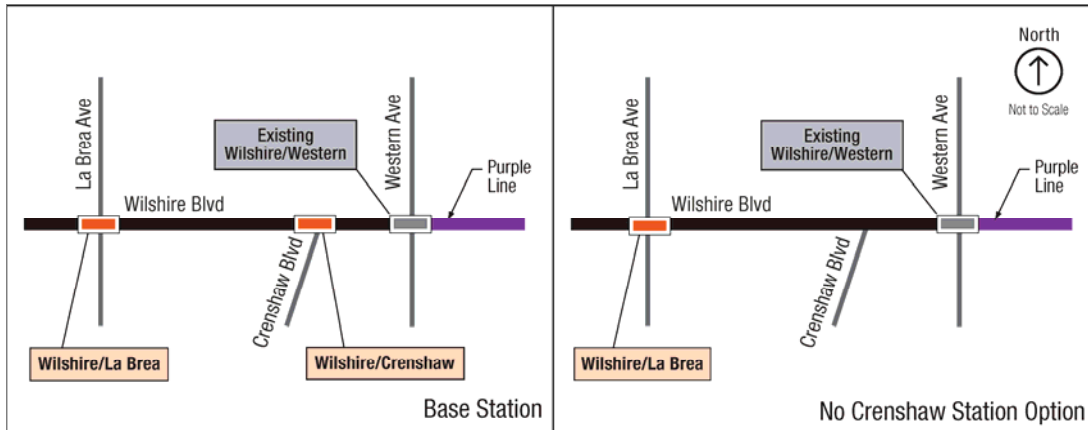 La Brea Ave
Existing
Wilshire/Western
Western Ave
Purple
Line
Wilshire Blvd
Crenshaw Blvd
Wilshire/La Brea
Wilshire/Crenshaw
Base Station
North
Not to Scale
La Brea Ave
Existing
Wilshire/Western
Western Ave
Purple
Line
Wilshire Blvd
Crenshaw Blvd
Wilshire/La Brea
No Crenshaw Station Option